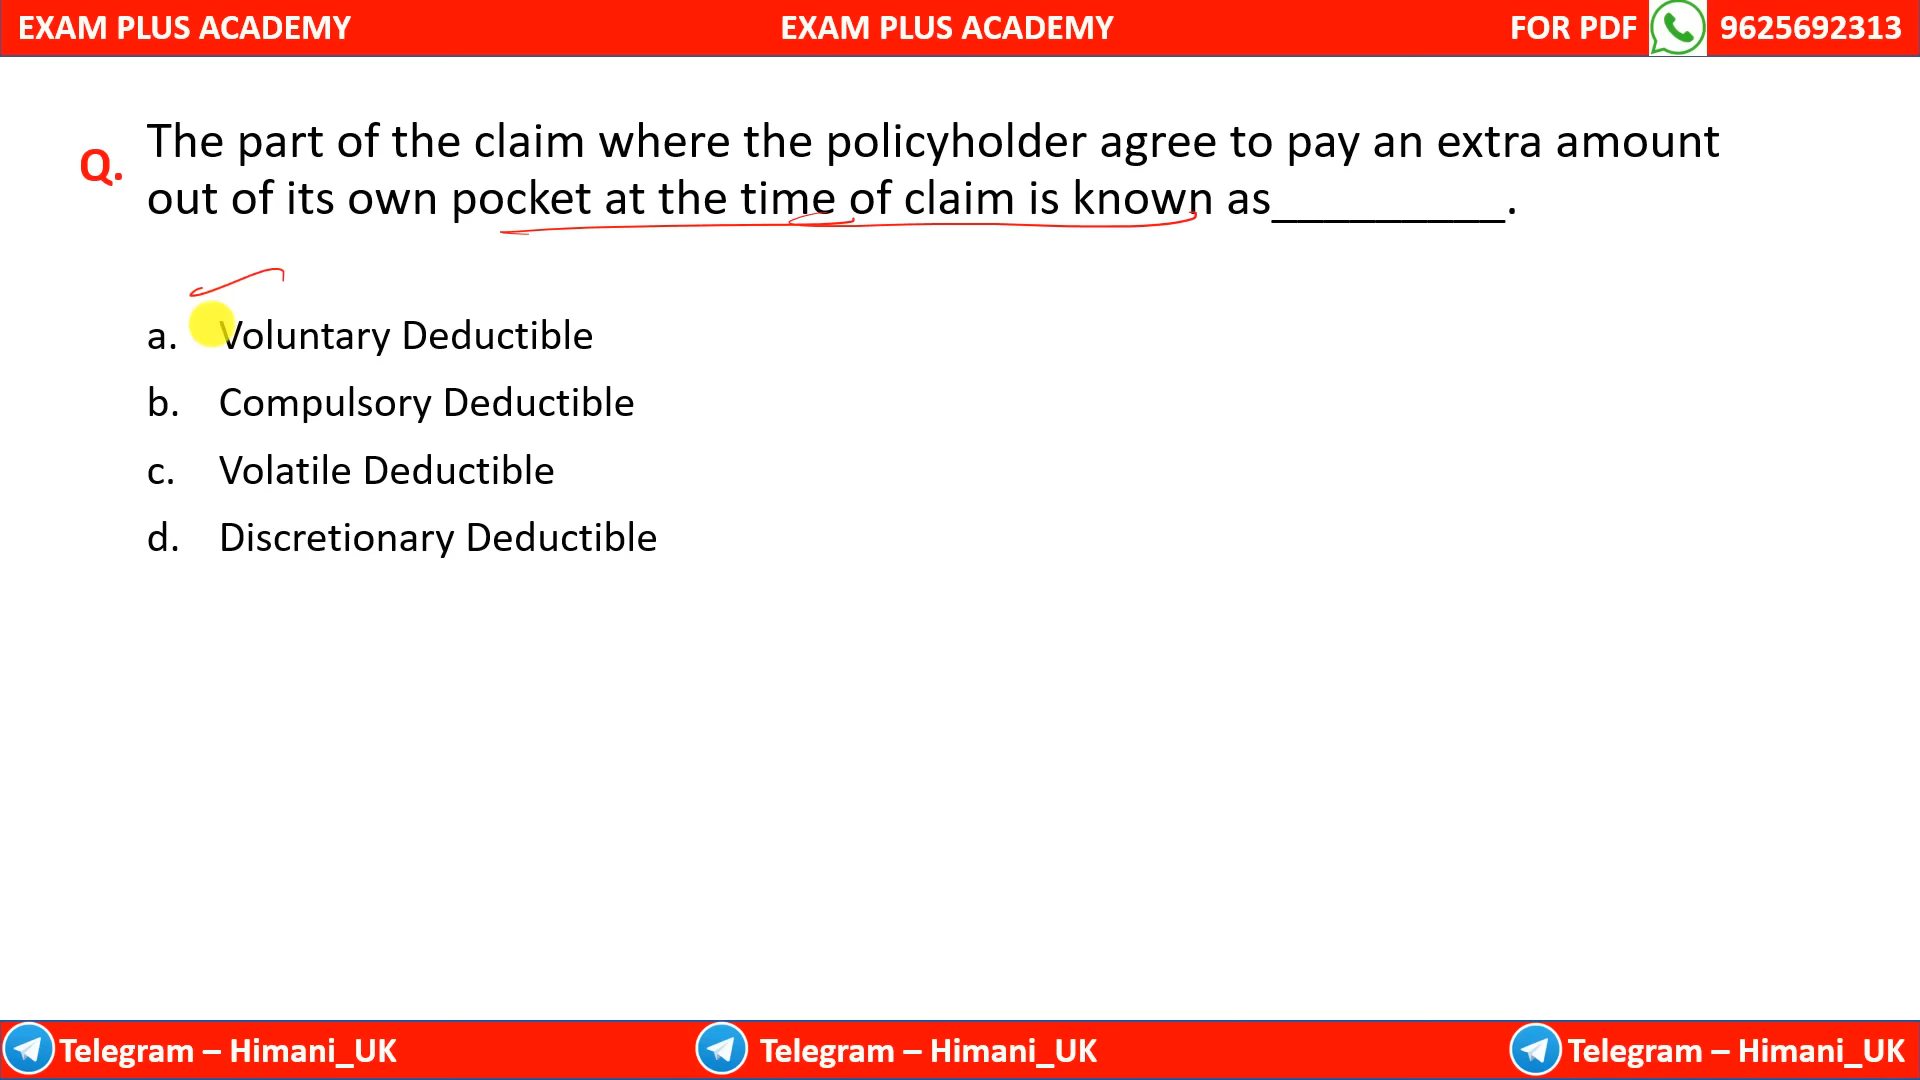 EXAM PLUS ACADEMY EXAM PLUS ACADEMY FOR PDF 9625692313
Q. The part of the claim where the policyholder agree to pay an extra amount
out of its own pocket at the time of claim is known as_________.
a. Voluntary Deductible
b. Compulsory Deductible
c. Volatile Deductible
d. Discretionary Deductible
Telegram – Himani_UK Telegram – Himani_UK Telegram – Himani_UK